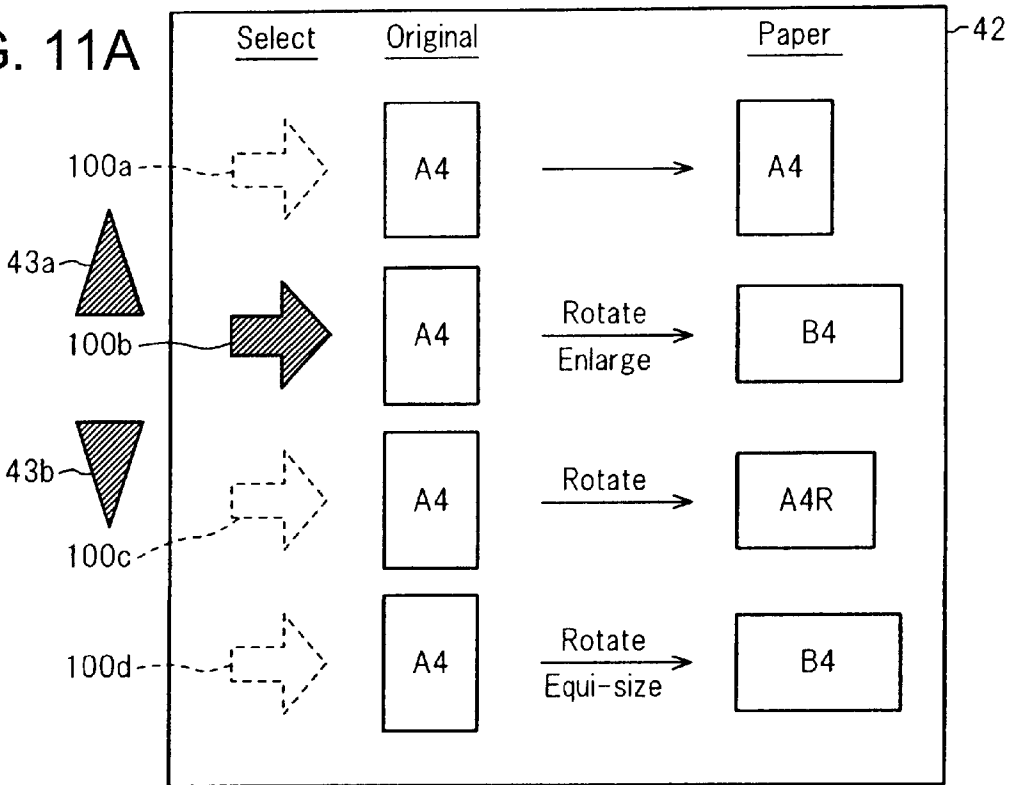 G. 11A
Select Original Paper 42
100a A4 A4
43a
100b A4 Rotate Enlarge B4
43b
100c A4 Rotate A4R
100d A4 Rotate Equi-size B4